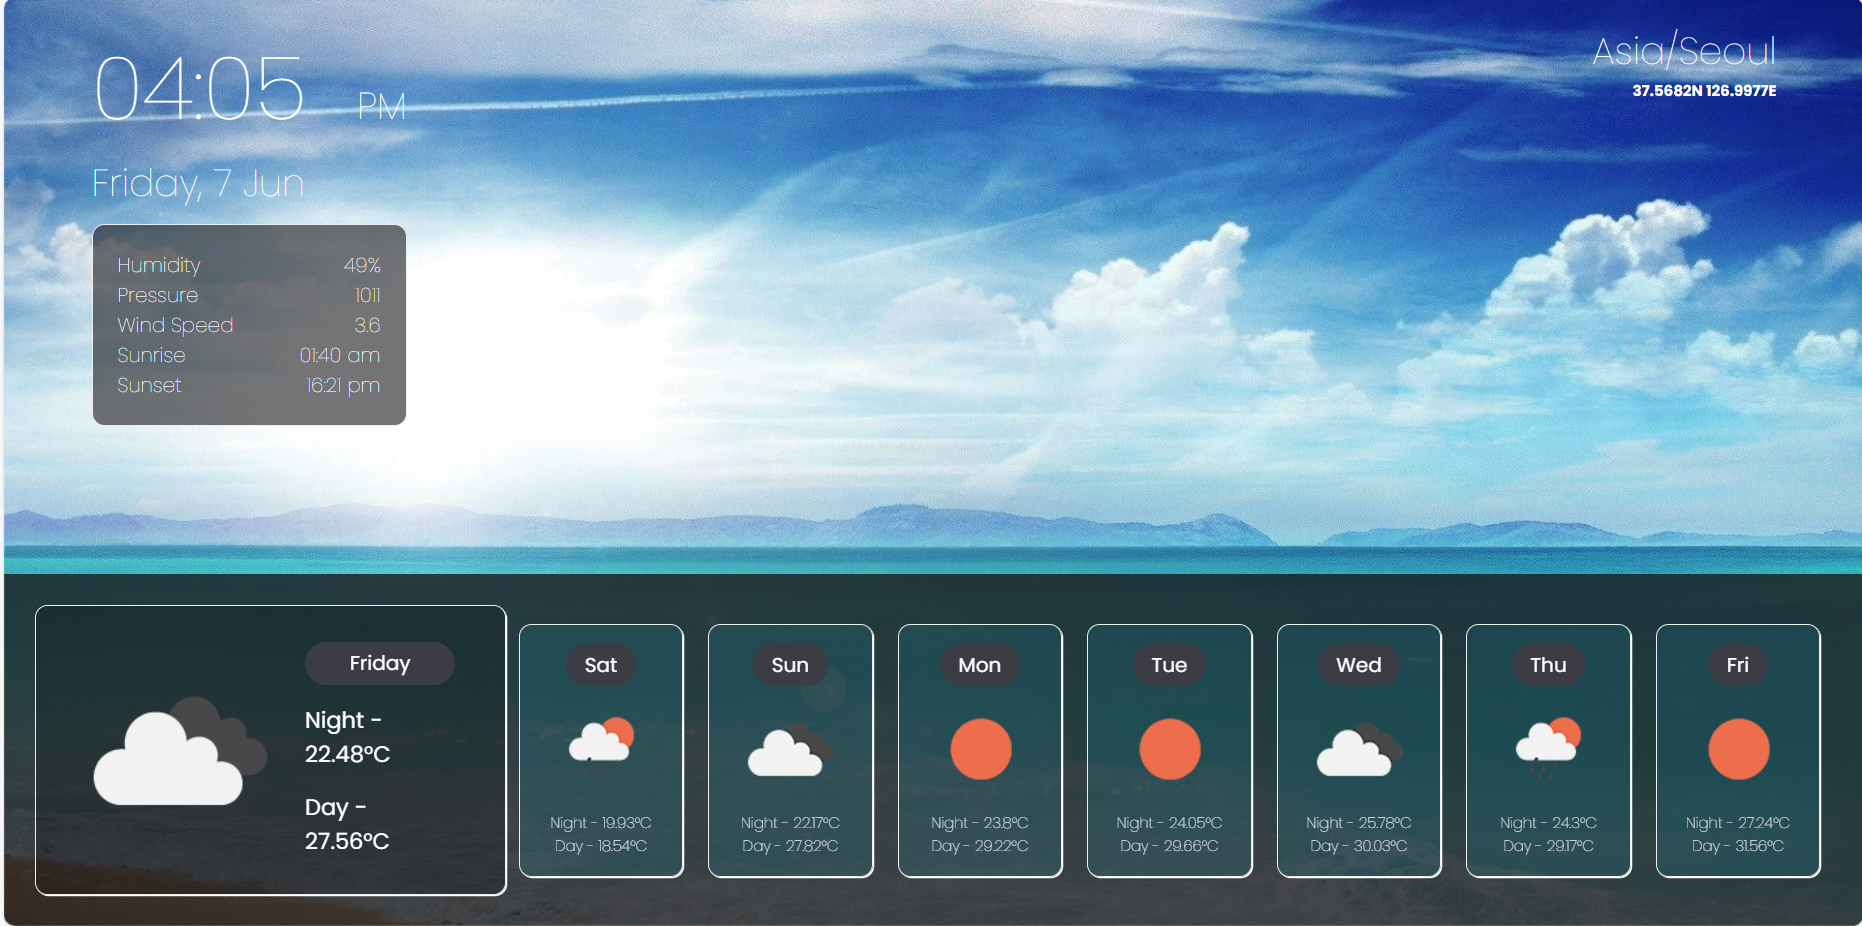 04:05 PM
Friday, 7 Jun
Humidity 49%
Pressure 1011
Wind Speed 3.6
Sunrise 01:40 am
Sunset 16:21 pm
Asia/Seoul
37.5682N 126.9977E
Friday
Night -
22.48°C
Day -
27.56°C
Sat
Night - 19.93°C
Day - 18.54°C
Sun
Night - 22.17°C
Day - 27.82°C
Mon
Night - 23.8°C
Day - 29.22°C
Tue
Night - 24.05°C
Day - 29.66°C
Wed
Night - 25.78°C
Day - 30.03°C
Thu
Night - 24.3°C
Day - 29.17°C
Fri
Night - 27.24°C
Day - 31.56°C